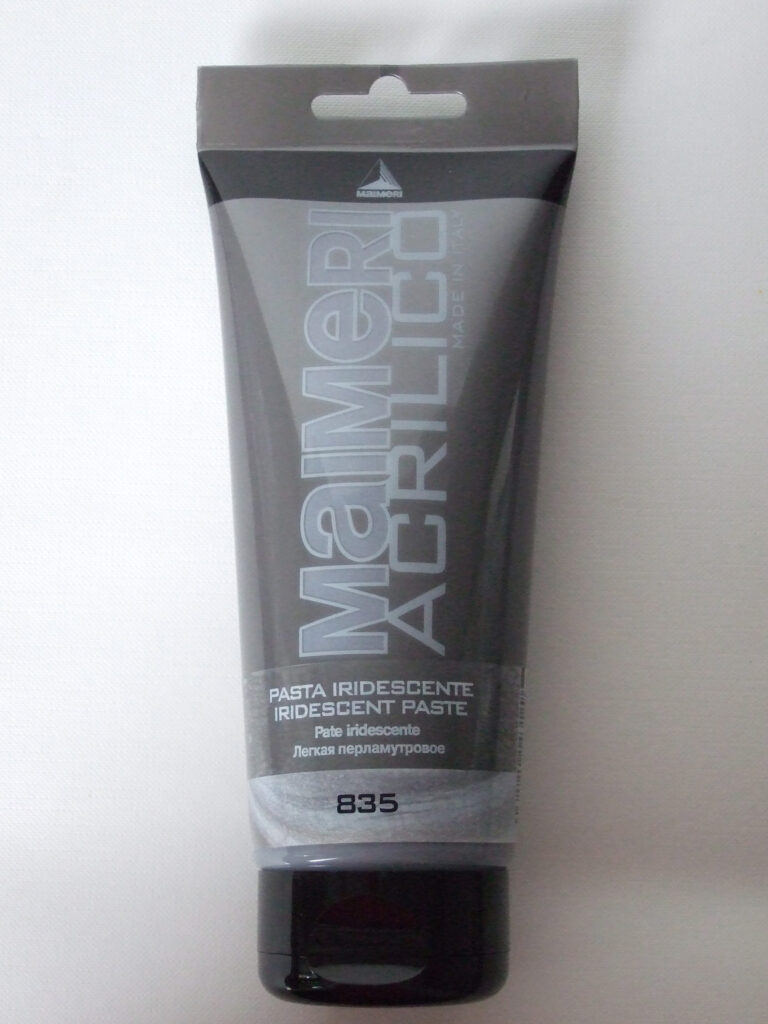 MaIMERI
MaIMeRI
ACRILICO
MADE IN ITALY
PASTA IRIDESCENTE
IRIDESCENT PASTE
Pate iridescente
Легкая перламутровое
835